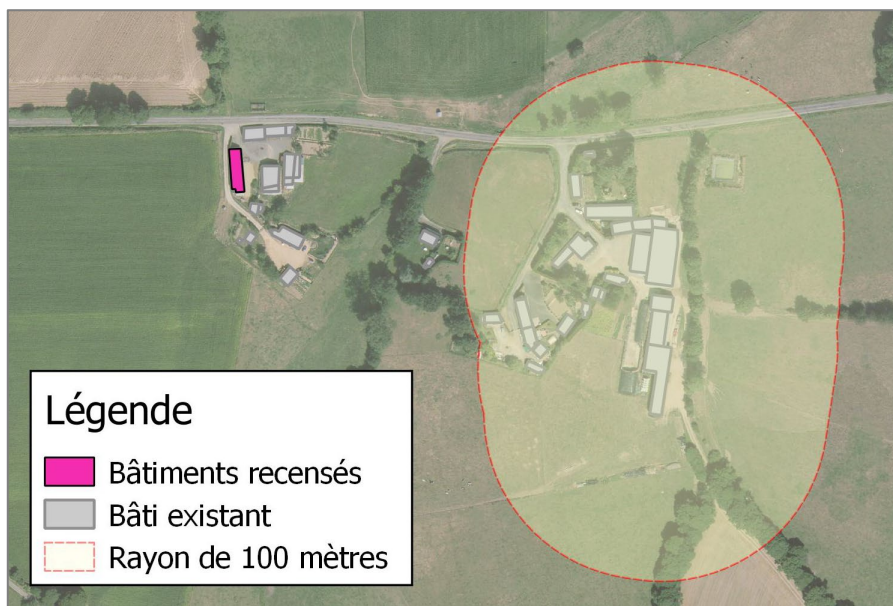 Légende
Bâtiments recensés
Bâti existant
Rayon de 100 mètres